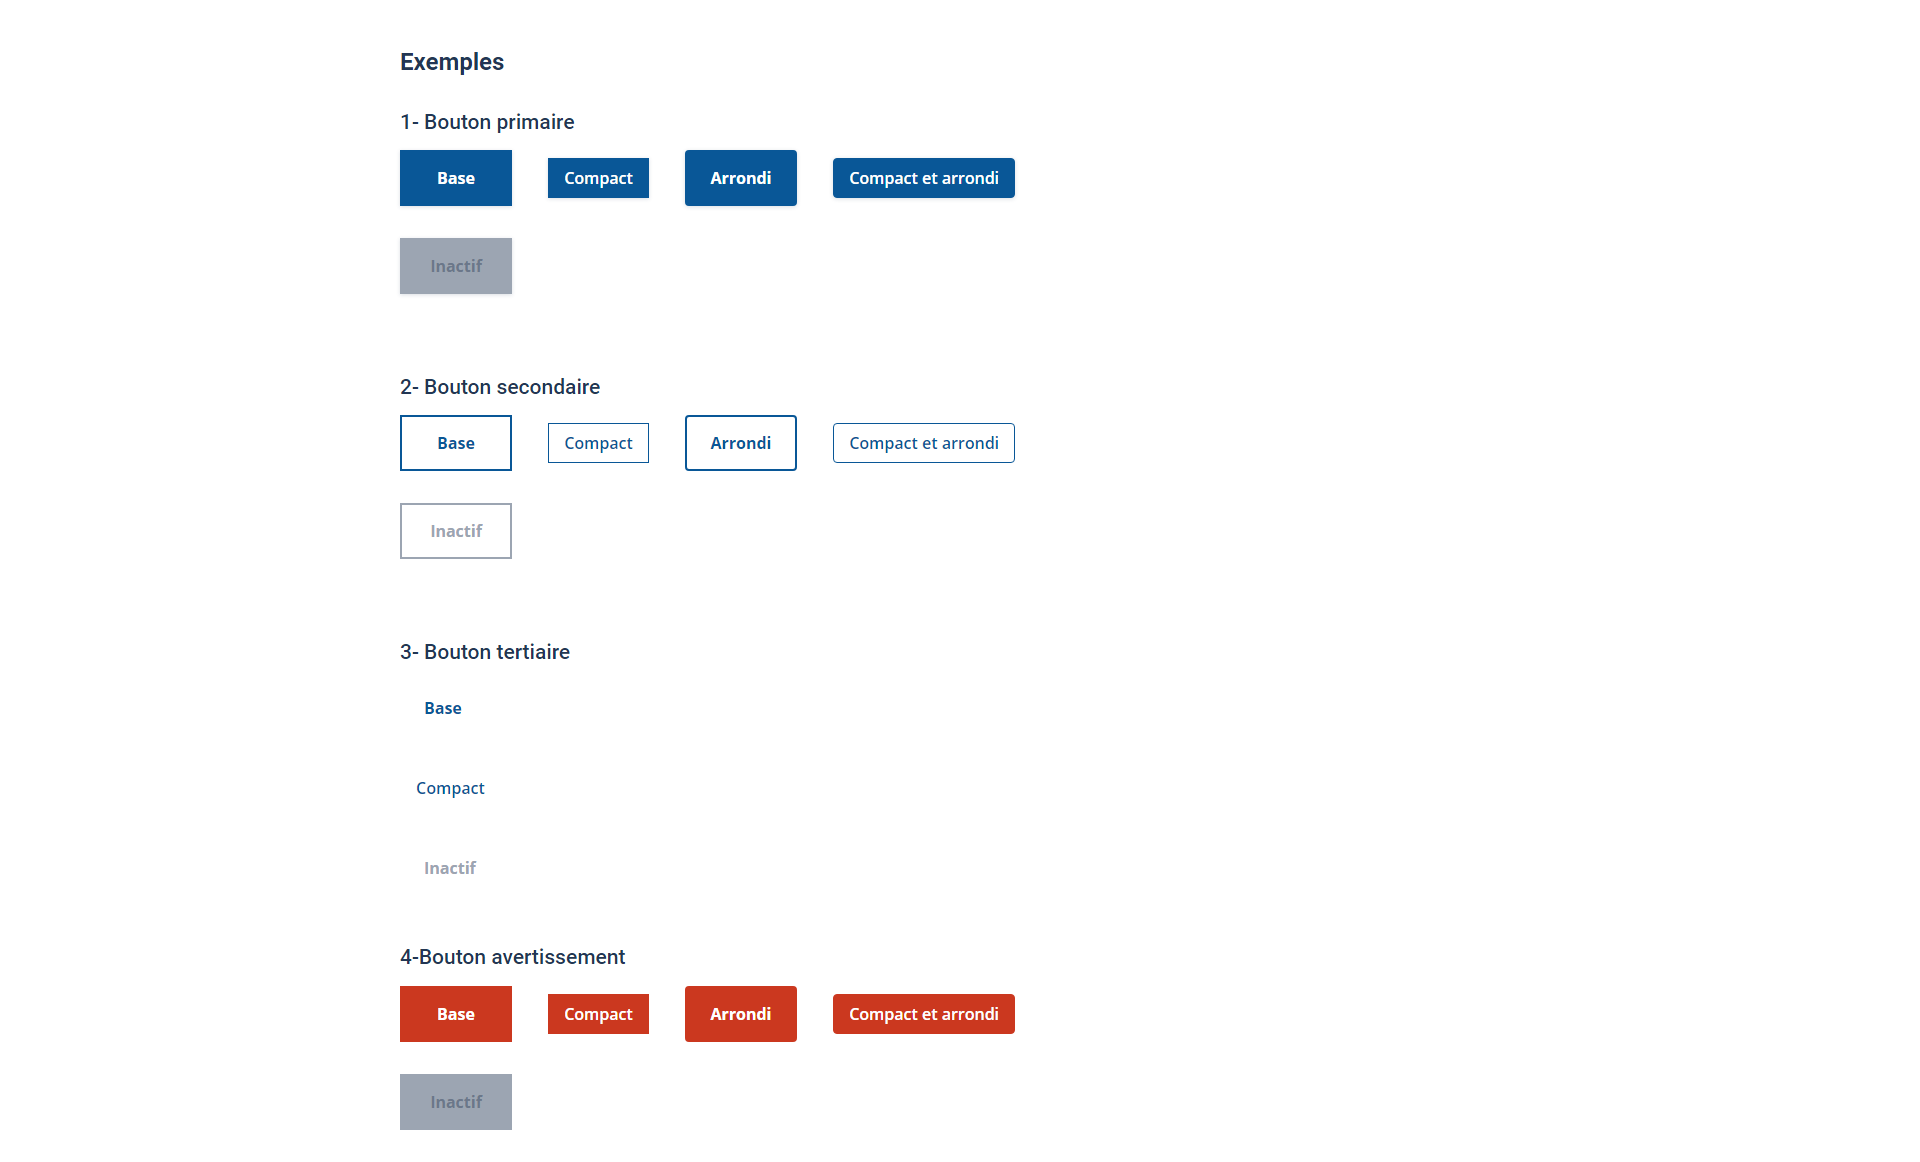 Exemples
1- Bouton primaire
Base Compact Arrondi Compact et arrondi
Inactif
2- Bouton secondaire
Base Compact Arrondi Compact et arrondi
Inactif
3- Bouton tertiaire
Base
Compact
Inactif
4-Bouton avertissement
Base Compact Arrondi Compact et arrondi
Inactif